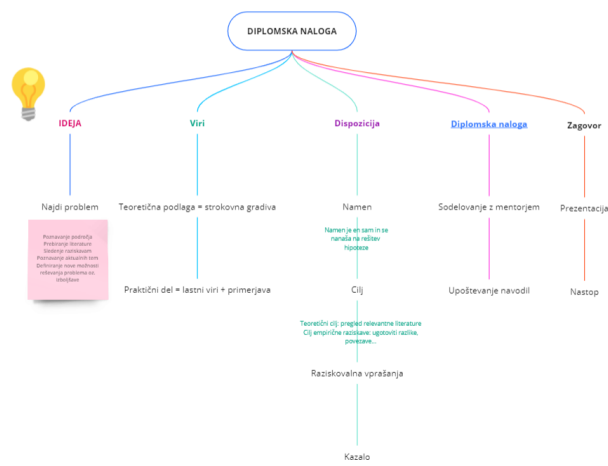 DIPLOMSKA NALOGA
IDEJA
Viri
Dispozicija
Diplomska naloga
Zagovor
Najdi problem
Teoretična podlaga = strokovna gradiva
Namen
Sodelovanje z mentorjem
Prezentacija
Poznavanje področja
Prebiranje literature
Sledenje raziskavam
Poznavanje aktualnih tem
Definiranje nove možnosti
reševanja problema oz.
izboljšave
Namen je en sam in se
nanaša na rešitev
hipoteze
Praktični del = lastni viri + primerjava
Cilj
Upoštevanje navodil
Nastop
Teoretični cilj: pregled relevantne literature
Cilj empirične raziskave: ugotoviti razlike,
povezave...
Raziskovalna vprašanja
Kazalo